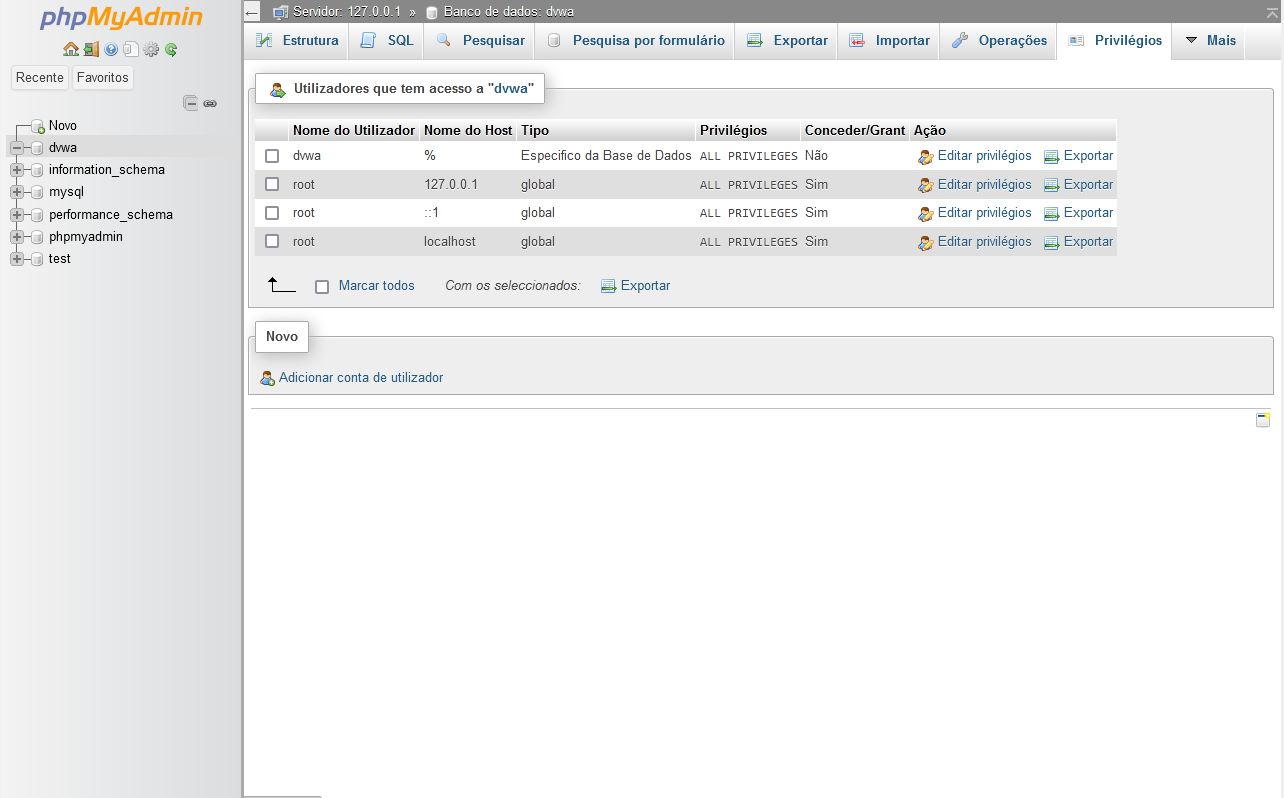 phpMyAdmin
Recente Favoritos
Novo
dvwa
information_schema
mysql
performance_schema
phpmyadmin
test
Servidor: 127.0.0.1 » Banco de dados: dvwa
Estrutura SQL Pesquisar Pesquisa por formulário Exportar Importar Operações Privilégios Mais
Utilizadores que tem acesso a "dvwa"
Nome do Utilizador Nome do Host Tipo Privilégios Conceder/Grant Ação
dvwa % Especifico da Base de Dados ALL PRIVILEGES Não Editar privilégios Exportar
root 127.0.0.1 global ALL PRIVILEGES Sim Editar privilégios Exportar
root ::1 global ALL PRIVILEGES Sim Editar privilégios Exportar
root localhost global ALL PRIVILEGES Sim Editar privilégios Exportar
Marcar todos Com os seleccionados: Exportar
Novo
Adicionar conta de utilizador